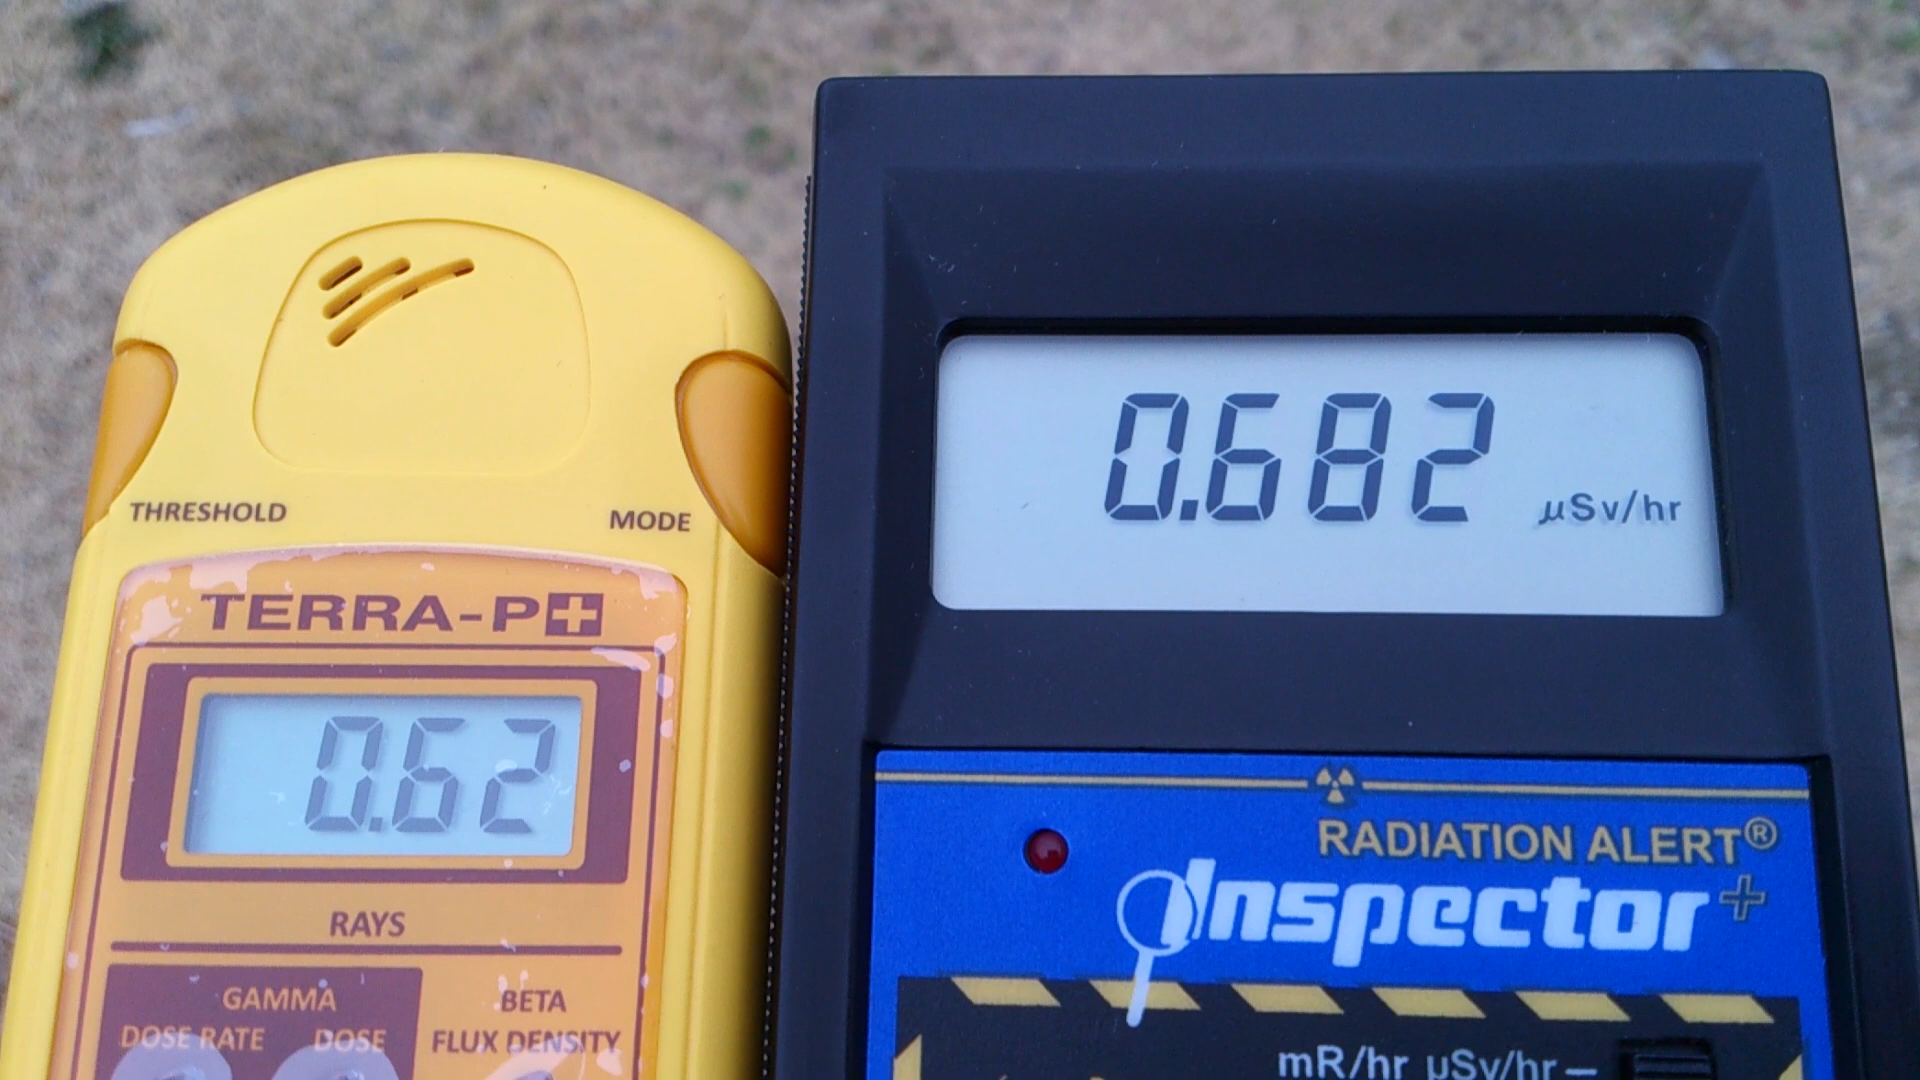 THRESHOLD
MODE
TERRA-P+
0.62
RAYS
GAMMA
DOSE RATE
DOSE
BETA
FLUX DENSITY
0.682
µSv/hr
RADIATION ALERT®
Inspector+
mR/hr µSv/hr